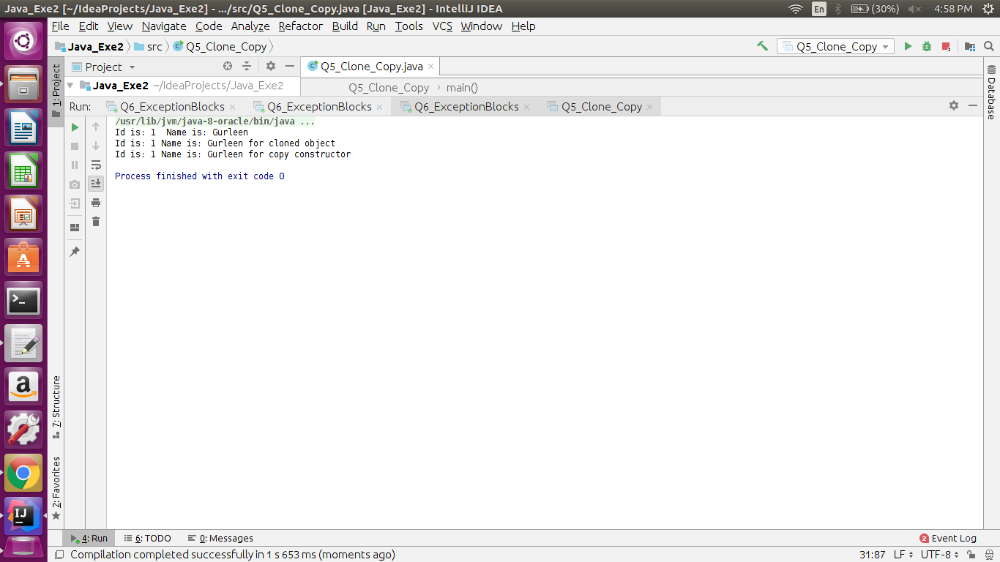 Java_Exe2 [~/IdeaProjects/Java_Exe2] - .../src/Q5_Clone_Copy.java [Java_Exe2] - IntelliJ IDEA En (30%) 4:58 PM
File Edit View Navigate Code Analyze Refactor Build Run Tools VCS Window Help
Java_Exe2 src Q5_Clone_Copy Q5_Clone_Copy
Project Q5_Clone_Copy.java
Java_Exe2 ~/IdeaProjects/Java_Exe2 Q5_Clone_Copy main()
Run: Q6_ExceptionBlocks Q6_ExceptionBlocks Q6_ExceptionBlocks Q5_Clone_Copy
/usr/lib/jvm/java-8-oracle/bin/java ...
Id is: 1  Name is: Gurleen
Id is: 1 Name is: Gurleen for cloned object
Id is: 1 Name is: Gurleen for copy constructor
Process finished with exit code 0
1: Project
7: Structure
2: Favorites
Database
4: Run 6: TODO 0: Messages 2 Event Log
Compilation completed successfully in 1 s 653 ms (moments ago) 31:87 LF UTF-8